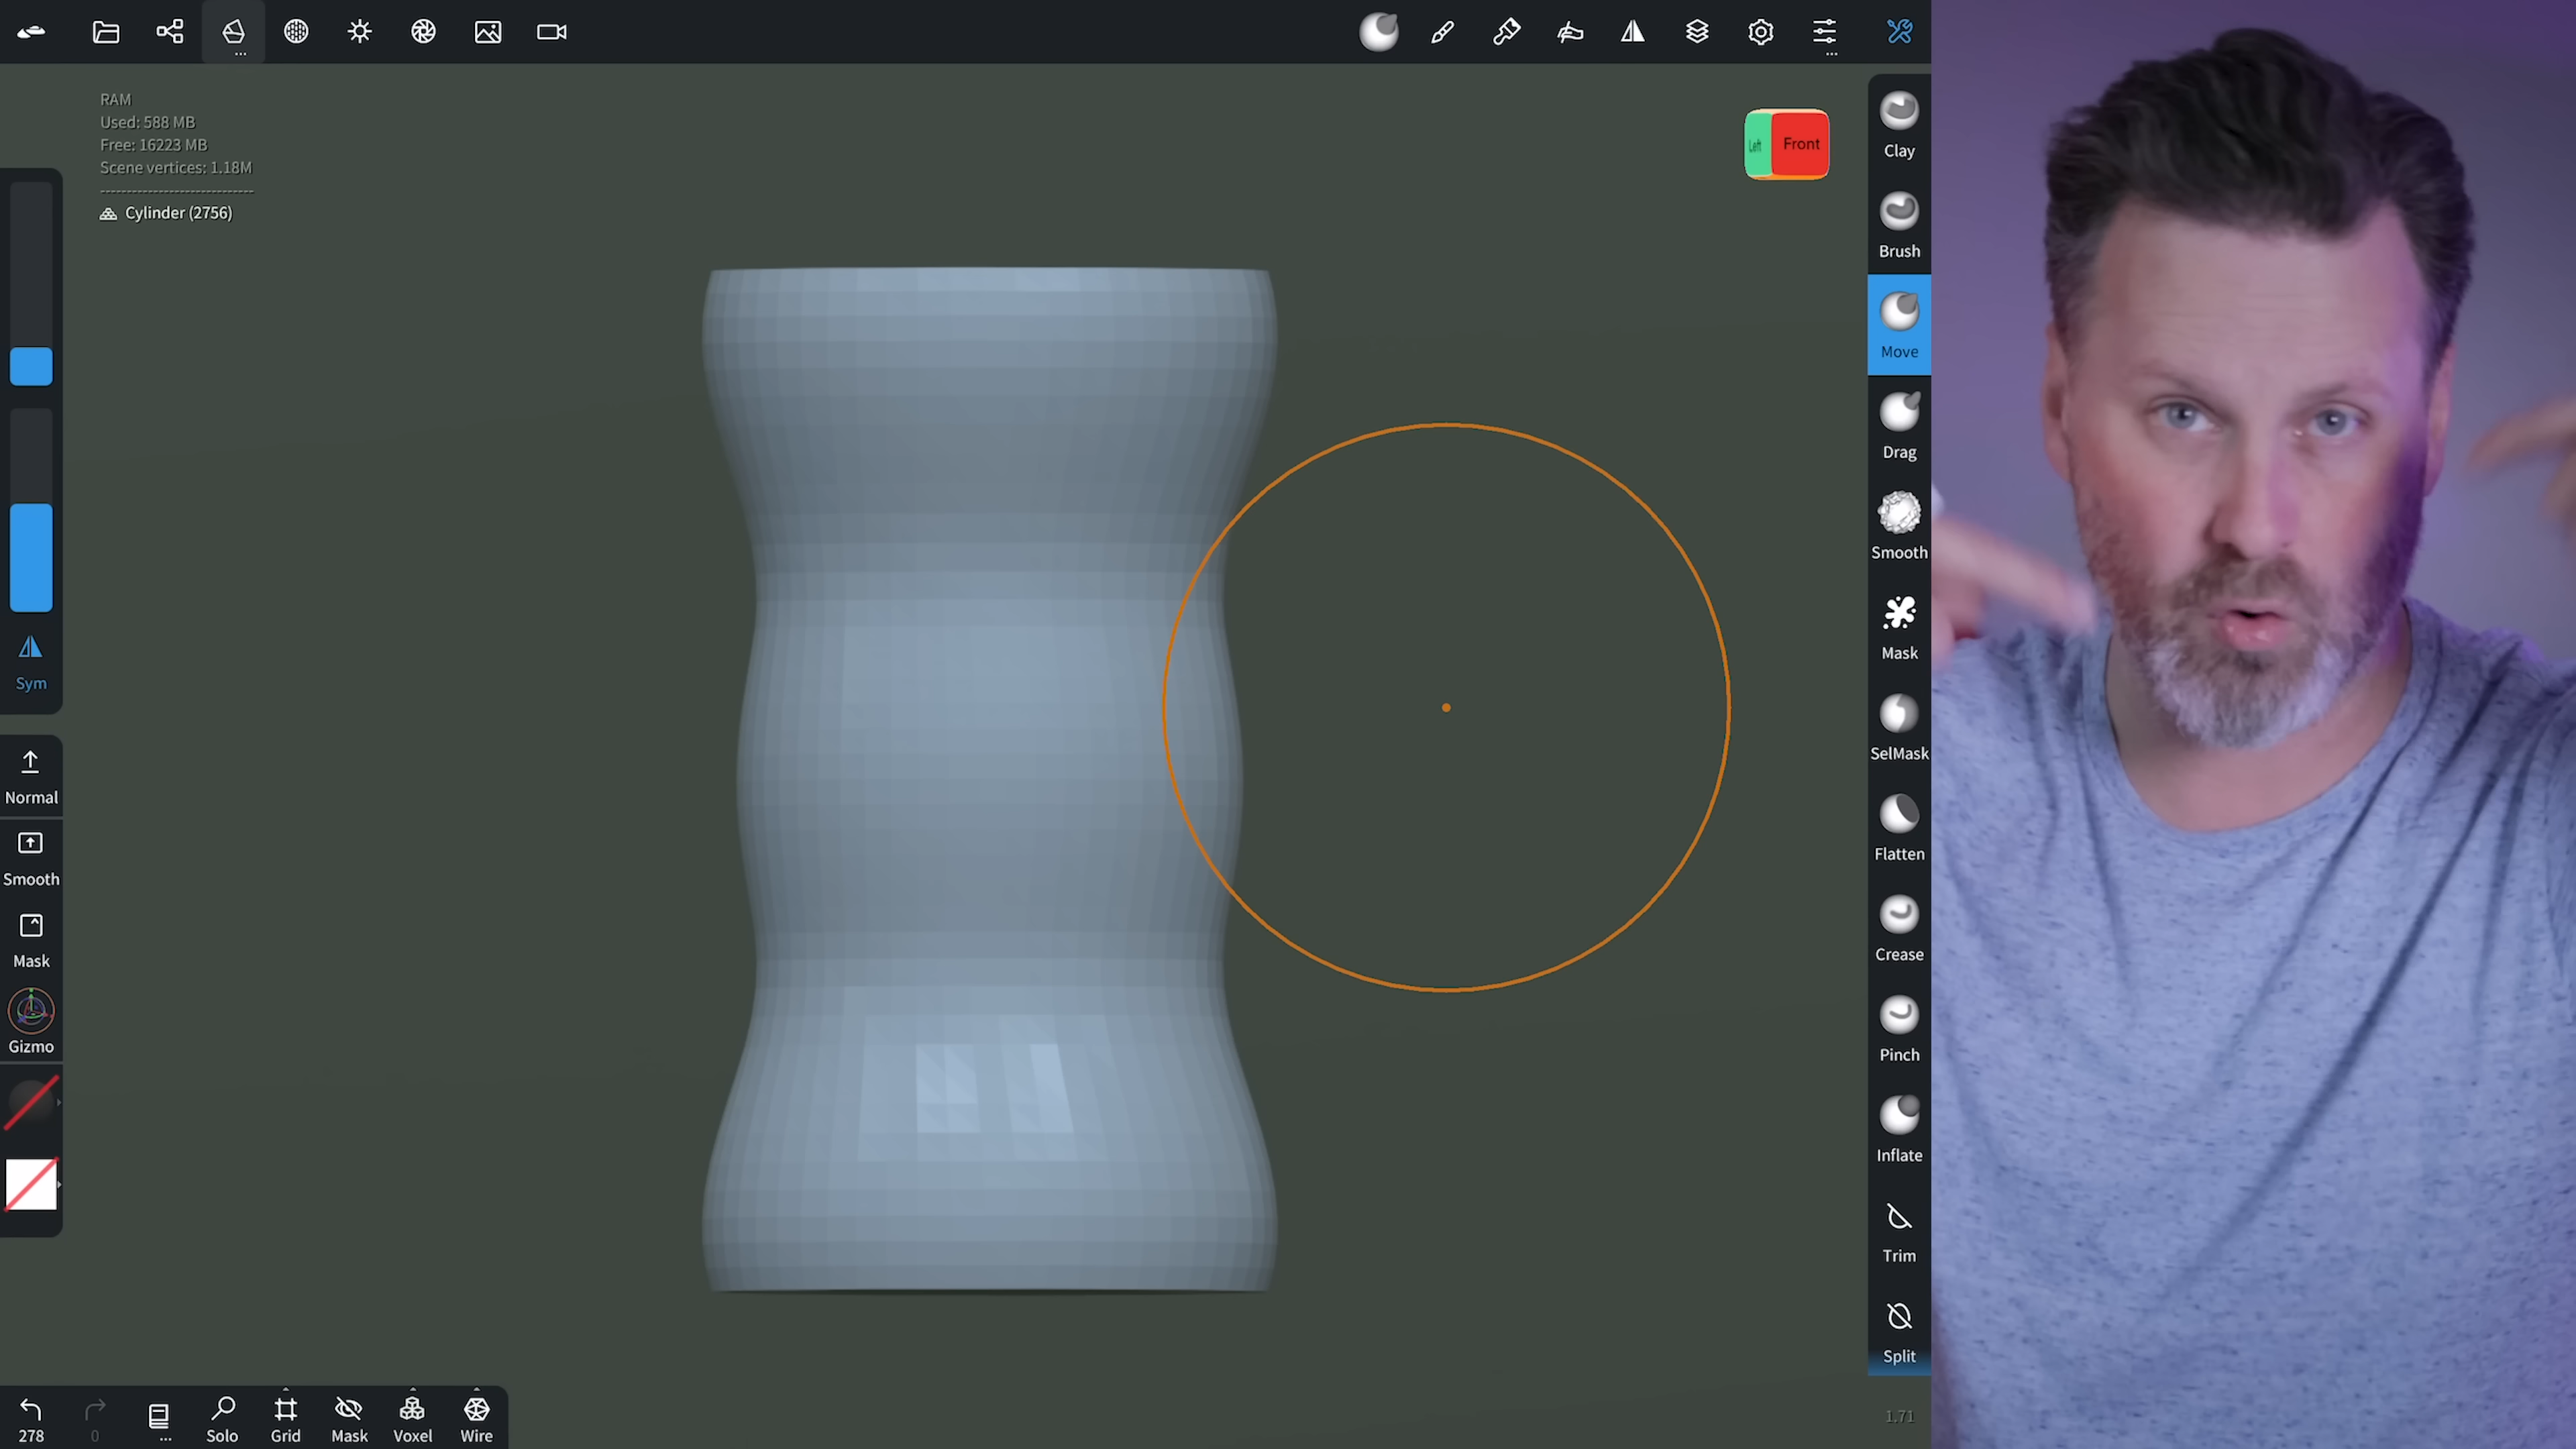 RAM
Used: 588 MB
Free: 16223 MB
Scene vertices: 1.18M
----------------------------
Cylinder (2756)
Left
Front
Clay
Brush
Move
Drag
Smooth
Mask
SelMask
Flatten
Crease
Pinch
Inflate
Trim
Split
1.71
Sym
Normal
Smooth
Mask
Gizmo
278
0
...
Solo
Grid
Mask
Voxel
Wire